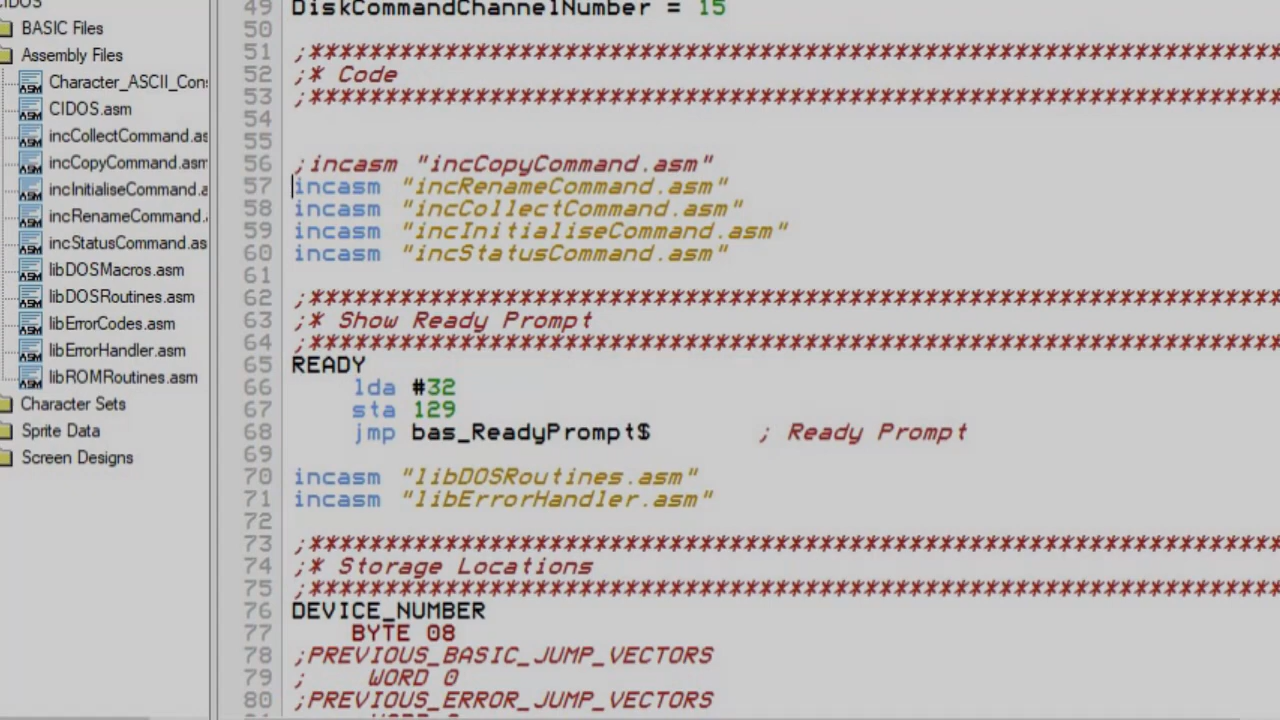 CIDOS
BASIC Files
Assembly Files
Character_ASCII_Con
CIDOS.asm
incCollectCommand.as
incCopyCommand.asm
incInitialiseCommand.a
incRenameCommand.
incStatusCommand.as
libDOSMacros.asm
libDOSRoutines.asm
libErrorCodes.asm
libErrorHandler.asm
libROMRoutines.asm
Character Sets
Sprite Data
Screen Designs
49 DiskCommandChannelNumber = 15
50
51 ;******************************************************************
52 ;* Code
53 ;******************************************************************
54
55
56 ;incasm "incCopyCommand.asm"
57 incasm "incRenameCommand.asm"
58 incasm "incCollectCommand.asm"
59 incasm "incInitialiseCommand.asm"
60 incasm "incStatusCommand.asm"
61
62 ;******************************************************************
63 ;* Show Ready Prompt
64 ;******************************************************************
65 READY
66 lda #32
67 sta 129
68 jmp bas_ReadyPrompt$ ; Ready Prompt
69
70 incasm "libDOSRoutines.asm"
71 incasm "libErrorHandler.asm"
72
73 ;******************************************************************
74 ;* Storage Locations
75 ;******************************************************************
76 DEVICE_NUMBER
77 BYTE 08
78 ;PREVIOUS_BASIC_JUMP_VECTORS
79 ; WORD 0
80 ;PREVIOUS_ERROR_JUMP_VECTORS